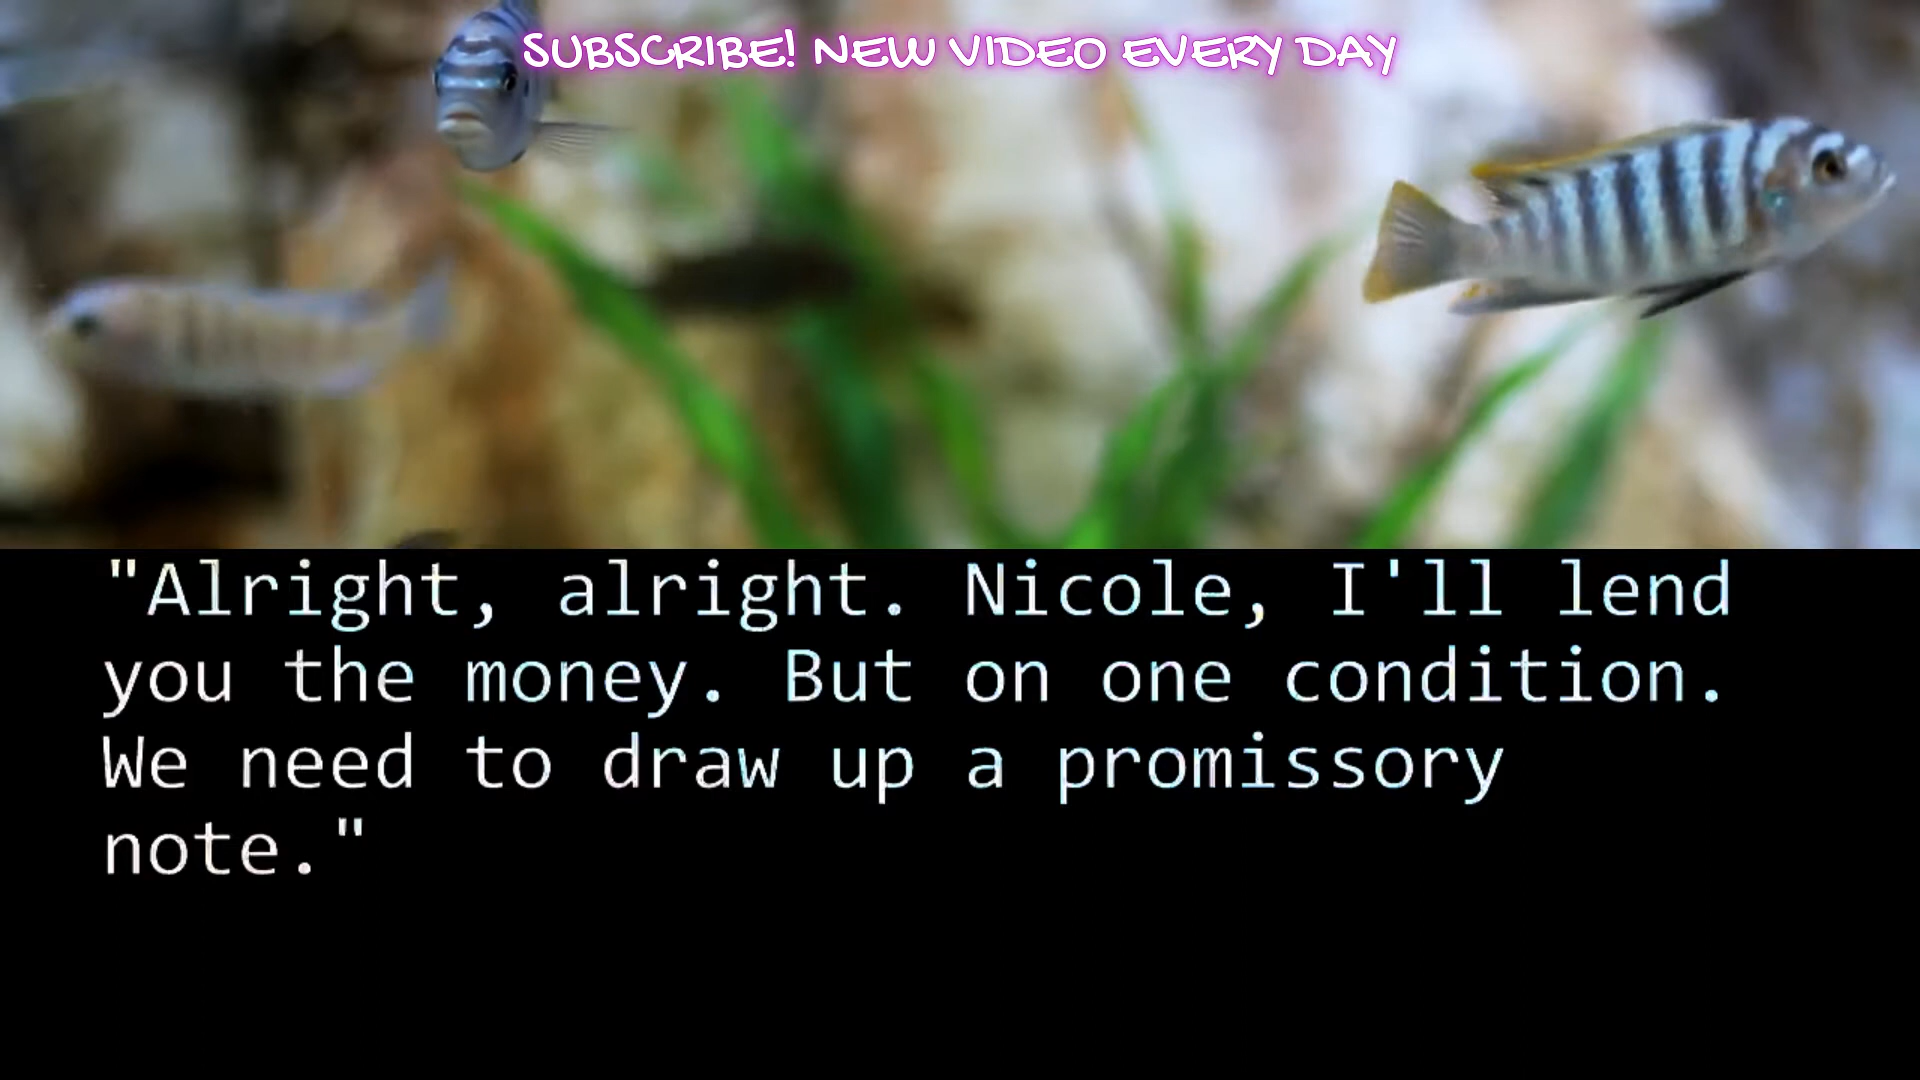 SUBSCRIBE! NEW VIDEO EVERY DAY
"Alright, alright. Nicole, I'll lend
you the money. But on one condition.
We need to draw up a promissory
note."